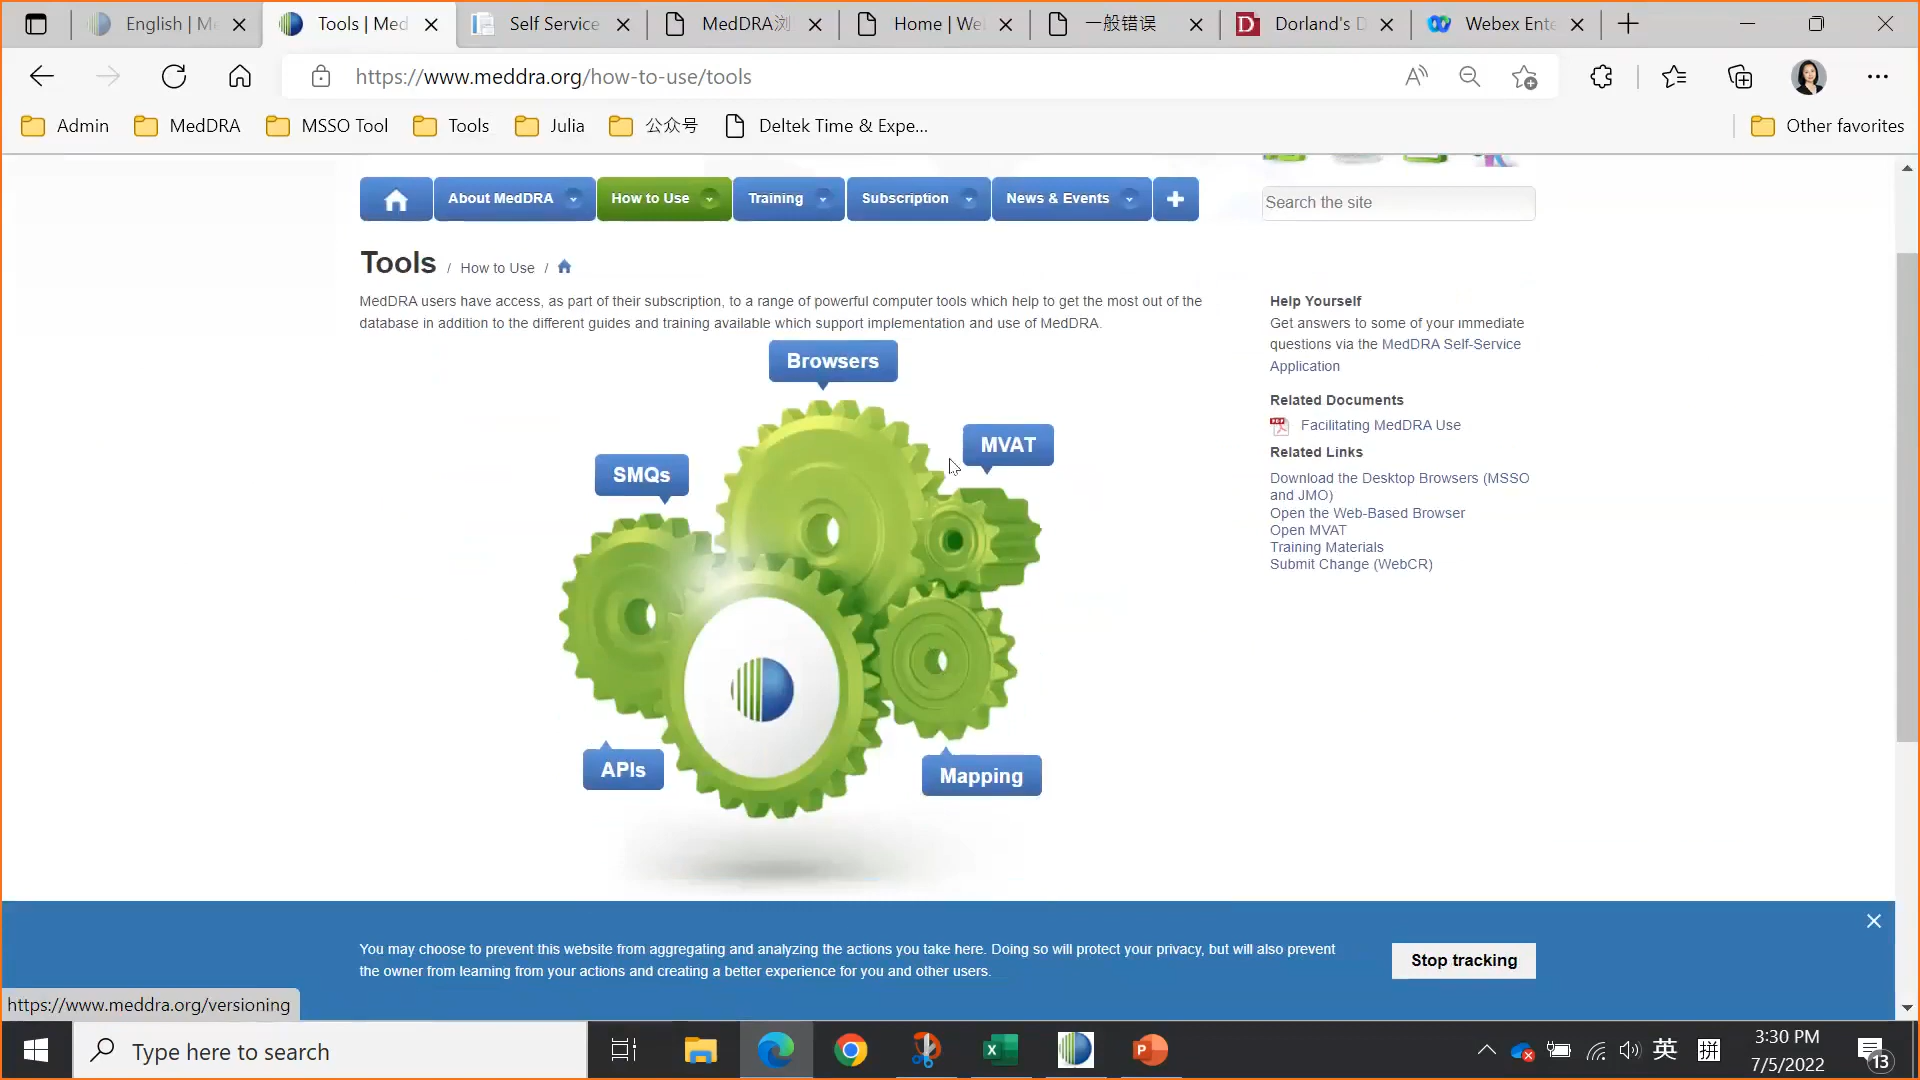 English | Me
Tools | Med
Self Service
MedDRA浏
Home | We
一般错误
Dorland's D
Webex Ente
https://www.meddra.org/how-to-use/tools
Admin
MedDRA
MSSO Tool
Tools
Julia
公众号
Deltek Time & Expe...
Other favorites
About MedDRA
How to Use
Training
Subscription
News & Events
Search the site
Tools / How to Use /
MedDRA users have access, as part of their subscription, to a range of powerful computer tools which help to get the most out of the
database in addition to the different guides and training available which support implementation and use of MedDRA.
Browsers
MVAT
SMQs
APIs
Mapping
Help Yourself
Get answers to some of your immediate
questions via the MedDRA Self-Service
Application
Related Documents
Facilitating MedDRA Use
Related Links
Download the Desktop Browsers (MSSO
and JMO)
Open the Web-Based Browser
Open MVAT
Training Materials
Submit Change (WebCR)
You may choose to prevent this website from aggregating and analyzing the actions you take here. Doing so will protect your privacy, but will also prevent
the owner from learning from your actions and creating a better experience for you and other users.
Stop tracking
https://www.meddra.org/versioning
Type here to search
英
拼
3:30 PM
7/5/2022
13